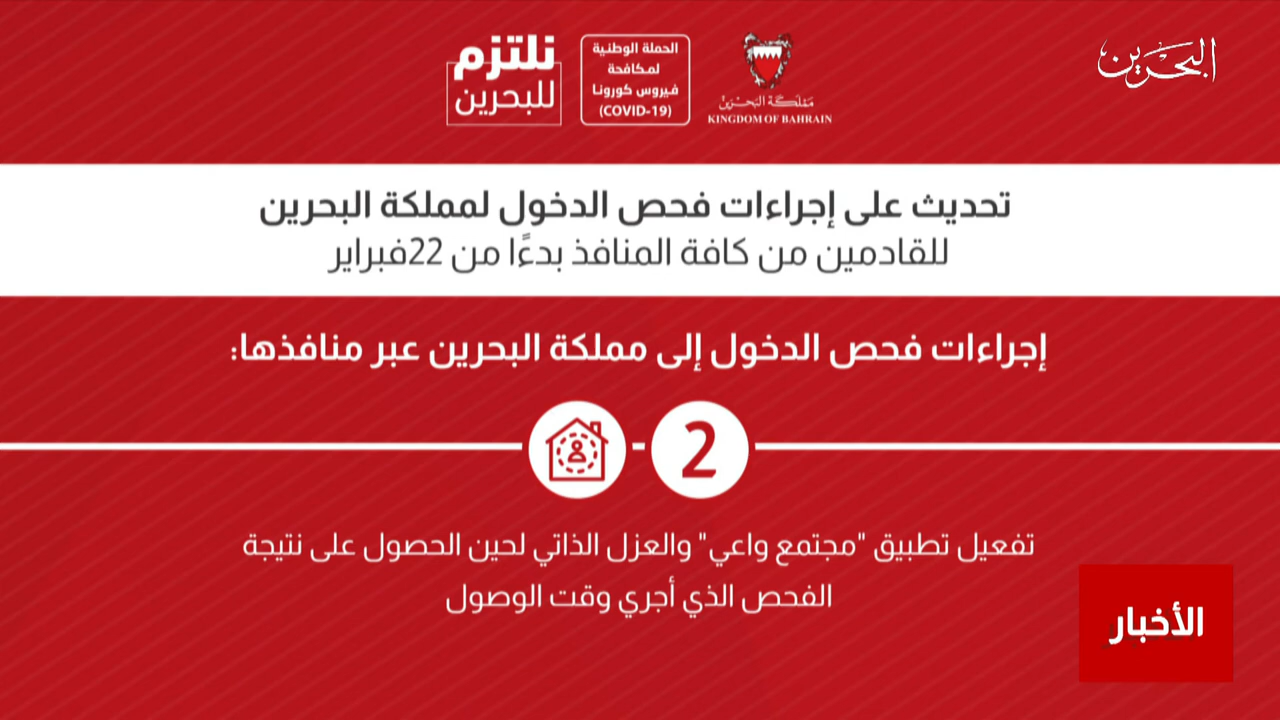 البحرين
مملكة البحرين
KINGDOM OF BAHRAIN
الحملة الوطنية
لمكافحة
فيروس كورونا
(COVID-19)
نلتزم
للبحرين
تحديث على إجراءات فحص الدخول لمملكة البحرين
للقادمين من كافة المنافذ بدءًا من 22فبراير
إجراءات فحص الدخول إلى مملكة البحرين عبر منافذها:
2
تفعيل تطبيق "مجتمع واعي" والعزل الذاتي لحين الحصول على نتيجة
الفحص الذي أجري وقت الوصول
الأخبار